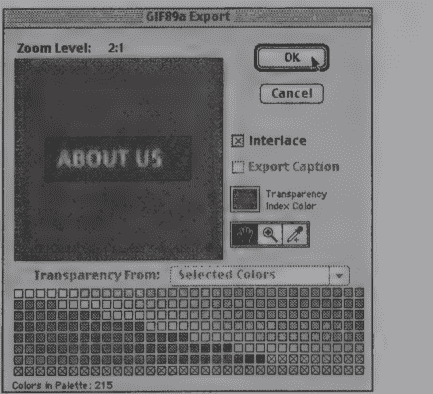 GIF89a Export
Zoom Level: 2:1
OK
ABOUT US
Cancel
Interlace
Export Caption
Transparency
Index Color
Transparency From: Selected Colors
Colors in Palette: 215